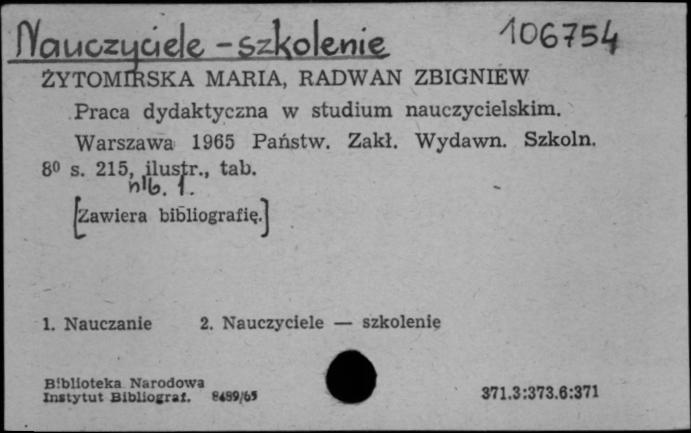 Nauczyciele - szkolenie 106754
ŻYTOMIRSKA MARIA, RADWAN ZBIGNIEW
Praca dydaktyczna w studium nauczycielskim.
Warszawa 1965 Państw. Zakł. Wydawn. Szkoln.
8⁰ s. 215, ilustr., tab.
nlb. 1.
[Zawiera bibliografię.]
1. Nauczanie 2. Nauczyciele — szkolenie
Biblioteka Narodowa
Instytut Bibliograf. 8489/65 371.3:373.6:371